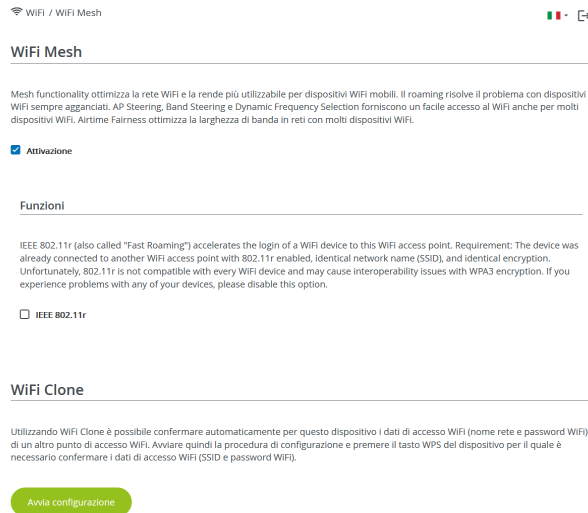 WiFi / WiFi Mesh
WiFi Mesh
Mesh functionality ottimizza la rete WiFi e la rende più utilizzabile per dispositivi WiFi mobili. Il roaming risolve il problema con dispositivi
WiFi sempre agganciati. AP Steering, Band Steering e Dynamic Frequency Selection forniscono un facile accesso al WiFi anche per molti
dispositivi WiFi. Airtime Fairness ottimizza la larghezza di banda in reti con molti dispositivi WiFi.
Attivazione
Funzioni
IEEE 802.11r (also called "Fast Roaming") accelerates the login of a WiFi device to this WiFi access point. Requirement: The device was
already connected to another WiFi access point with 802.11r enabled, identical network name (SSID), and identical encryption.
Unfortunately, 802.11r is not compatible with every WiFi device and may cause interoperability issues with WPA3 encryption. If you
experience problems with any of your devices, please disable this option.
IEEE 802.11r
WiFi Clone
Utilizzando WiFi Clone è possibile confermare automaticamente per questo dispositivo i dati di accesso WiFi (nome rete e password WiFi)
di un altro punto di accesso WiFi. Avviare quindi la procedura di configurazione e premere il tasto WPS del dispositivo per il quale è
necessario confermare i dati di accesso WiFi (SSID e password WiFi).
Avvia configurazione